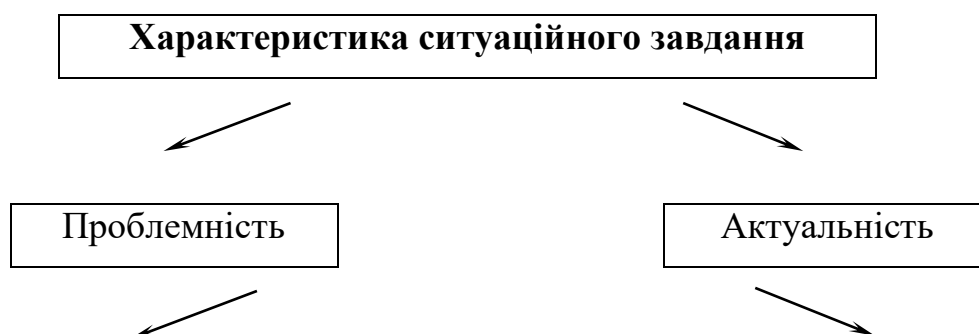 Характеристика ситуаційного завдання
Проблемність
Актуальність